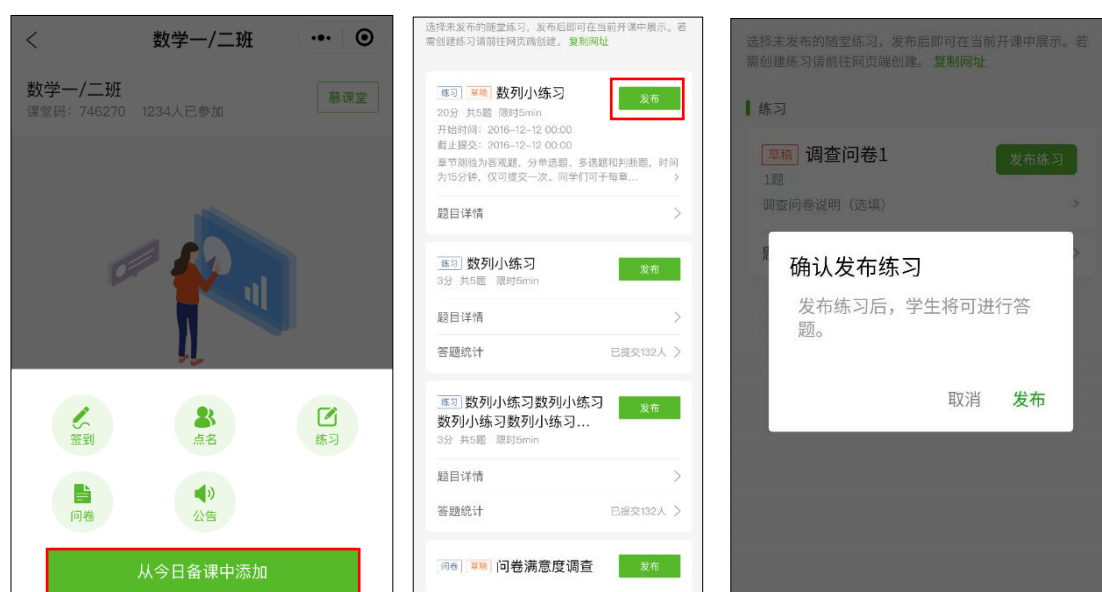 数学一/二班
数学一/二班
慕课堂
课堂码：746270 1234人已参加
签到
点名
练习
问卷
公告
从今日备课中添加
选择未发布的随堂练习，发布后即可在当前开课中展示。若
需创建练习请前往网页端创建。复制网址
练习 草稿 数列小练习
发布
20分 共5题 限时5min
开始时间：2016-12-12 00:00
截止提交：2016-12-12 00:00
章节测验为客观题，分单选题、多选题和判断题，时间
为15分钟，仅可提交一次。同学们可于每章...
题目详情
练习 数列小练习
发布
3分 共5题 限时5min
题目详情
答题统计 已提交132人
练习 数列小练习数列小练习
数列小练习数列小练习...
发布
3分 共5题 限时5min
题目详情
答题统计 已提交132人
问卷 草稿 问卷满意度调查
发布
选择未发布的随堂练习，发布后即可在当前开课中展示。若
需创建练习请前往网页端创建。复制网址
练习
草稿 调查问卷1
发布练习
1题
调查问卷说明（选填）
确认发布练习
发布练习后，学生将可进行答
题。
取消 发布